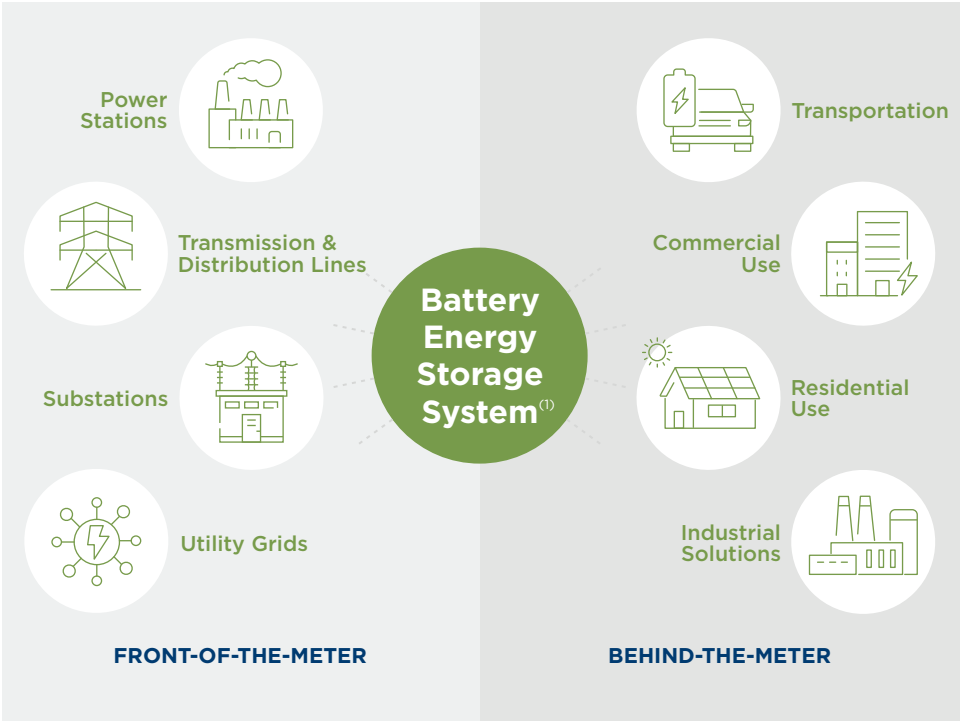 Power
Stations
Transmission &
Distribution Lines
Substations
Utility Grids
FRONT-OF-THE-METER
Battery
Energy
Storage
System(1)
Transportation
Commercial
Use
Residential
Use
Industrial
Solutions
BEHIND-THE-METER